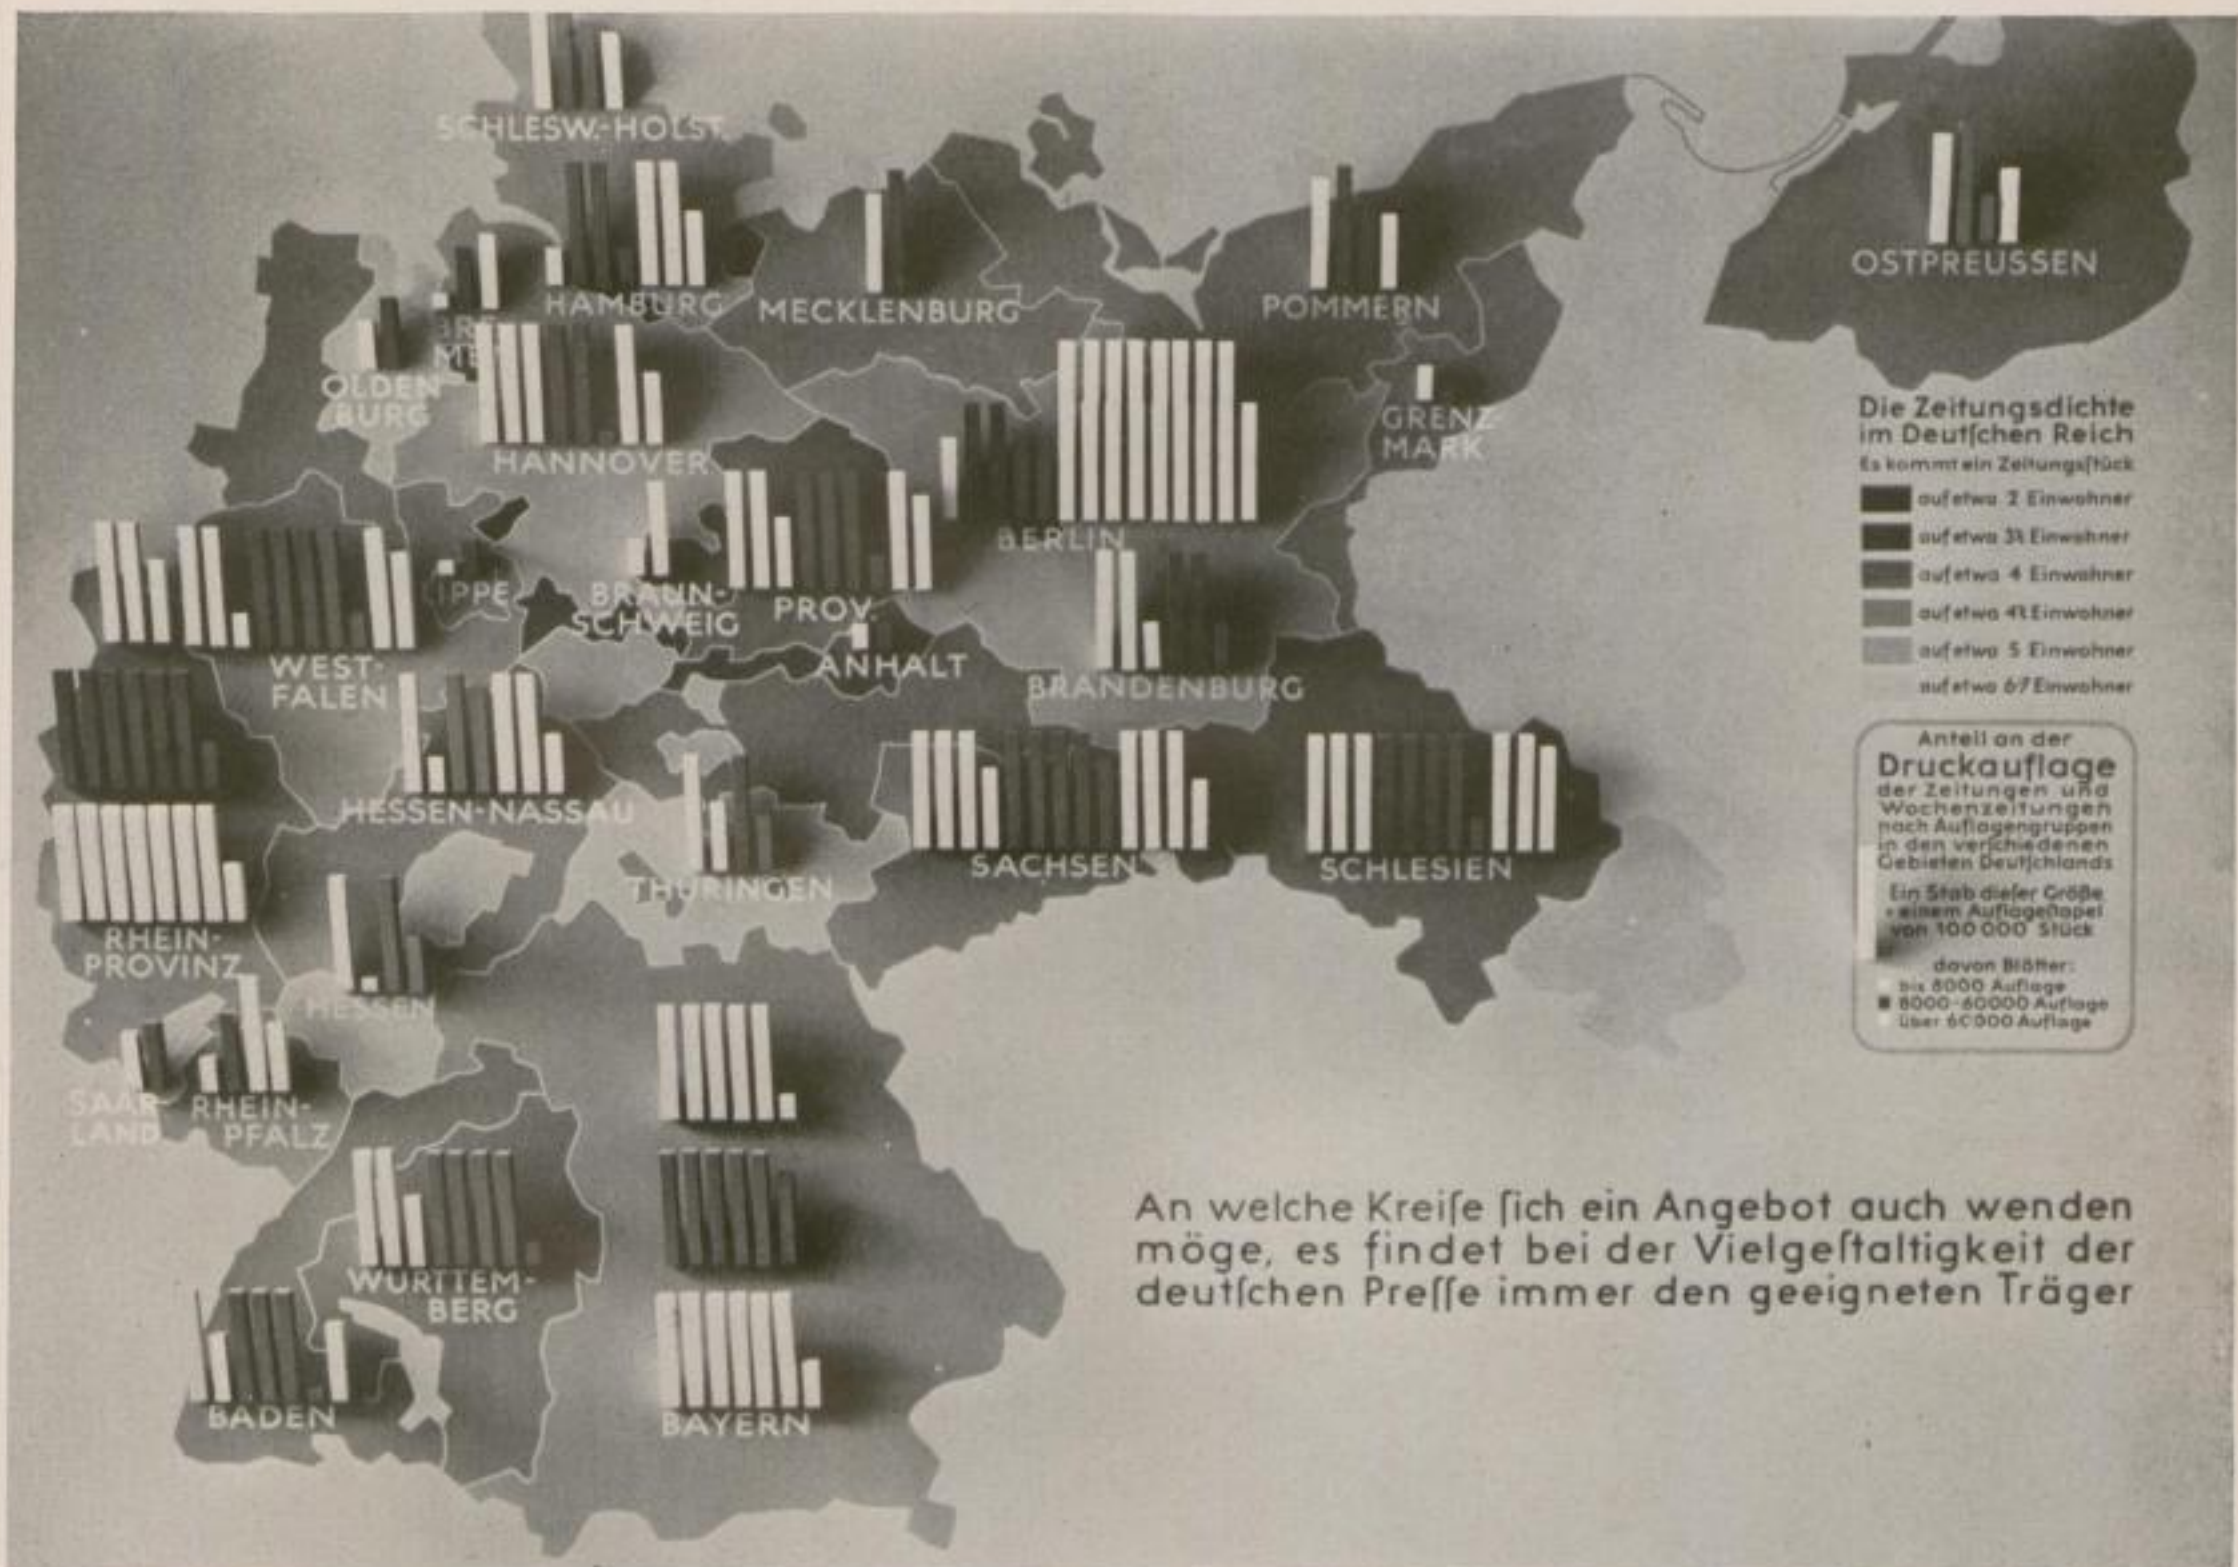 SCHLESW.-HOLST.
HAMBURG
MECKLENBURG
POMMERN
OSTPREUSSEN
BRE
ME
OLDEN
BURG
HANNOVER
GRENZ
MARK
BERLIN
IPPE
BRAUN-
SCHWEIG
PROV.
ANHALT
WEST-
FALEN
BRANDENBURG
HESSEN-NASSAU
SACHSEN
SCHLESIEN
THÜRINGEN
RHEIN-
PROVINZ
HESSEN
SAAR-
LAND
RHEIN-
PFALZ
WÜRTTEM-
BERG
BADEN
BAYERN
Die Zeitungsdichte
im Deutſchen Reich
Es kommt ein Zeitungsſtück
auf etwa 2 Einwohner
auf etwa 3½ Einwohner
auf etwa 4 Einwohner
auf etwa 4½ Einwohner
auf etwa 5 Einwohner
auf etwa 6-7 Einwohner
Anteil an der
Druckauflage
der Zeitungen und
Wochenzeitungen
nach Auflagengruppen
in den verſchiedenen
Gebieten Deutſchlands
Ein Stab dieſer Größe
= einem Auflageſtapel
von 100 000 Stück
davon Blätter:
bis 8000 Auflage
8000-60000 Auflage
über 60000 Auflage
An welche Kreiſe ſich ein Angebot auch wenden
möge, es findet bei der Vielgeſtaltigkeit der
deutſchen Preſſe immer den geeigneten Träger